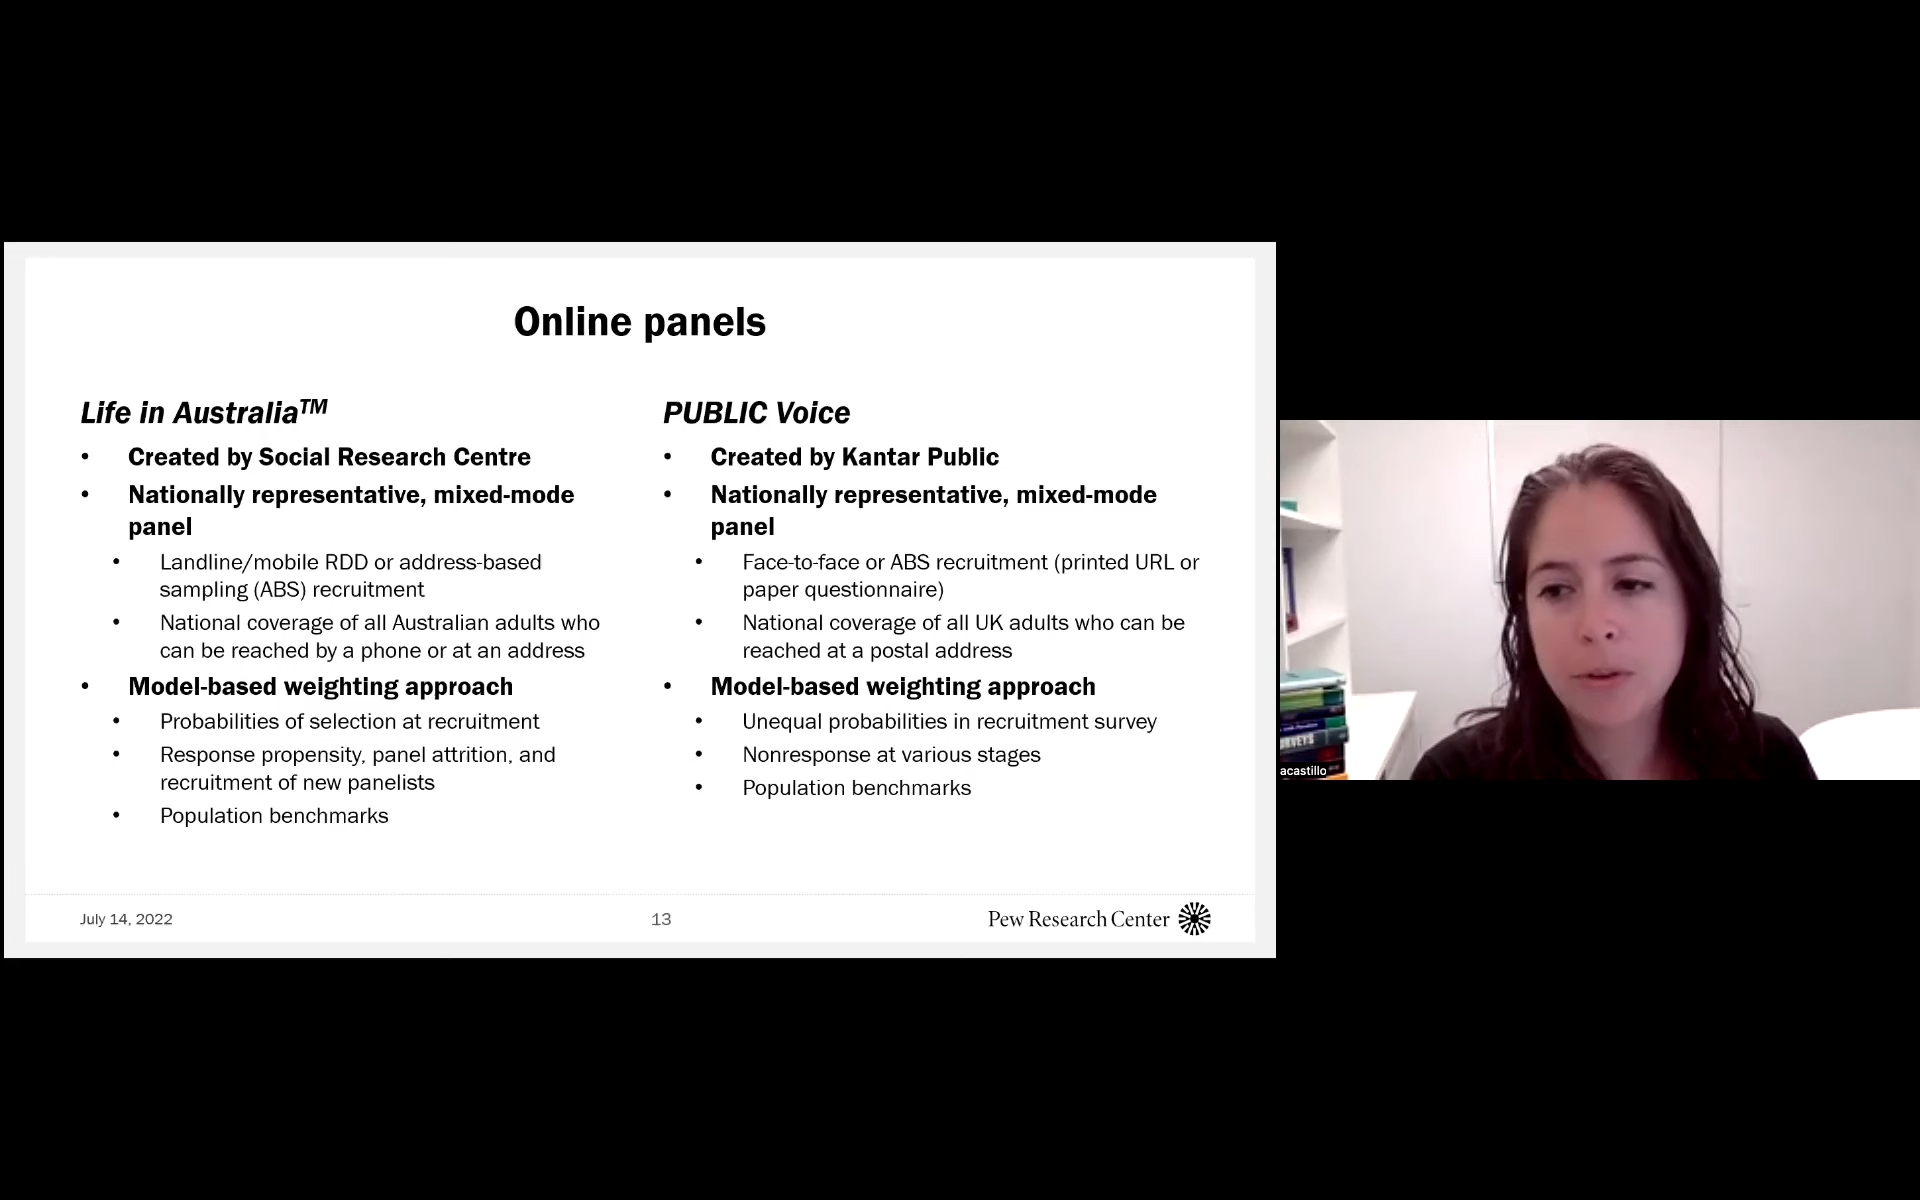 Online panels
Life in Australia™
• Created by Social Research Centre
• Nationally representative, mixed-mode
panel
• Landline/mobile RDD or address-based
sampling (ABS) recruitment
• National coverage of all Australian adults who
can be reached by a phone or at an address
• Model-based weighting approach
• Probabilities of selection at recruitment
• Response propensity, panel attrition, and
recruitment of new panelists
• Population benchmarks
PUBLIC Voice
• Created by Kantar Public
• Nationally representative, mixed-mode
panel
• Face-to-face or ABS recruitment (printed URL or
paper questionnaire)
• National coverage of all UK adults who can be
reached at a postal address
• Model-based weighting approach
• Unequal probabilities in recruitment survey
• Nonresponse at various stages
• Population benchmarks
July 14, 2022
13
Pew Research Center
acastillo